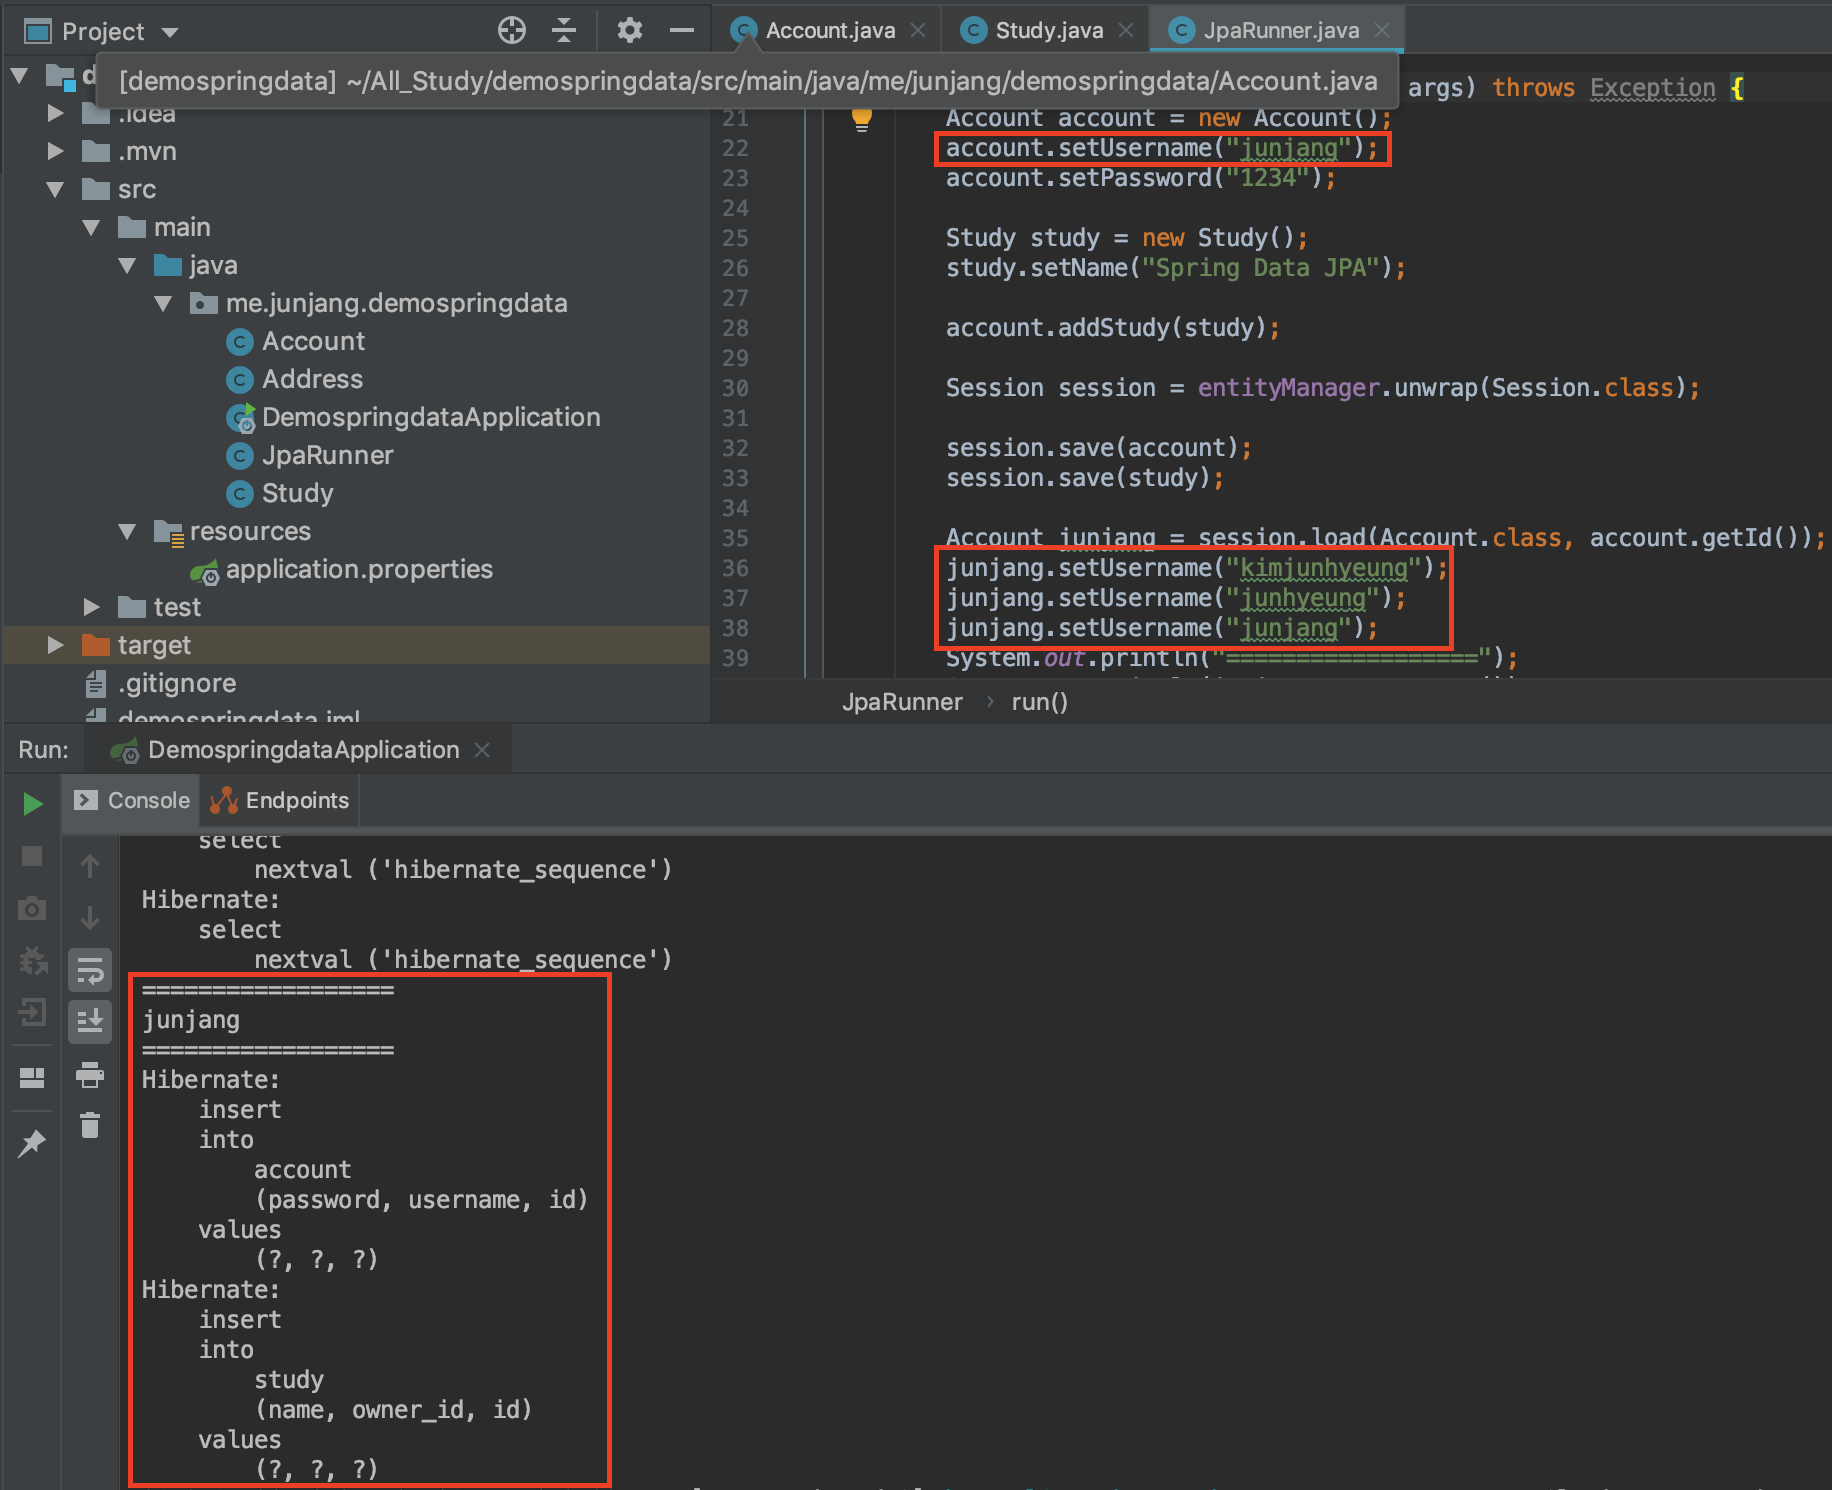 Project
Account.java
Study.java
JpaRunner.java
[demospringdata] ~/All_Study/demospringdata/src/main/java/me/junjang/demospringdata/Account.java
d
.idea
.mvn
src
main
java
me.junjang.demospringdata
Account
Address
DemospringdataApplication
JpaRunner
Study
resources
application.properties
test
target
.gitignore
demospringdata.iml
args) throws Exception {
21 Account account = new Account();
22 account.setUsername("junjang");
23 account.setPassword("1234");
24
25 Study study = new Study();
26 study.setName("Spring Data JPA");
27
28 account.addStudy(study);
29
30 Session session = entityManager.unwrap(Session.class);
31
32 session.save(account);
33 session.save(study);
34
35 Account junjang = session.load(Account.class, account.getId());
36 junjang.setUsername("kimjunhyeung");
37 junjang.setUsername("junhyeung");
38 junjang.setUsername("junjang");
39 System.out.println("==================");
JpaRunner › run()
Run: DemospringdataApplication
Console Endpoints
select
nextval ('hibernate_sequence')
Hibernate:
select
nextval ('hibernate_sequence')
==================
junjang
==================
Hibernate:
insert
into
account
(password, username, id)
values
(?, ?, ?)
Hibernate:
insert
into
study
(name, owner_id, id)
values
(?, ?, ?)